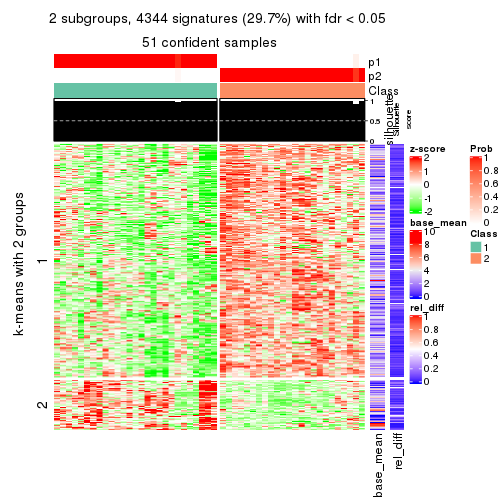 2 subgroups, 4344 signatures (29.7%) with fdr < 0.05
51 confident samples
p1
p2
Class
1
0.5
0
silhouette
Silhouette
score
k-means with 2 groups
1
2
base_mean
rel_diff
z-score
2
1
0
-1
-2
base_mean
10
8
6
4
2
0
rel_diff
1
0.8
0.6
0.4
0.2
0
Prob
1
0.8
0.6
0.4
0.2
0
Class
1
2